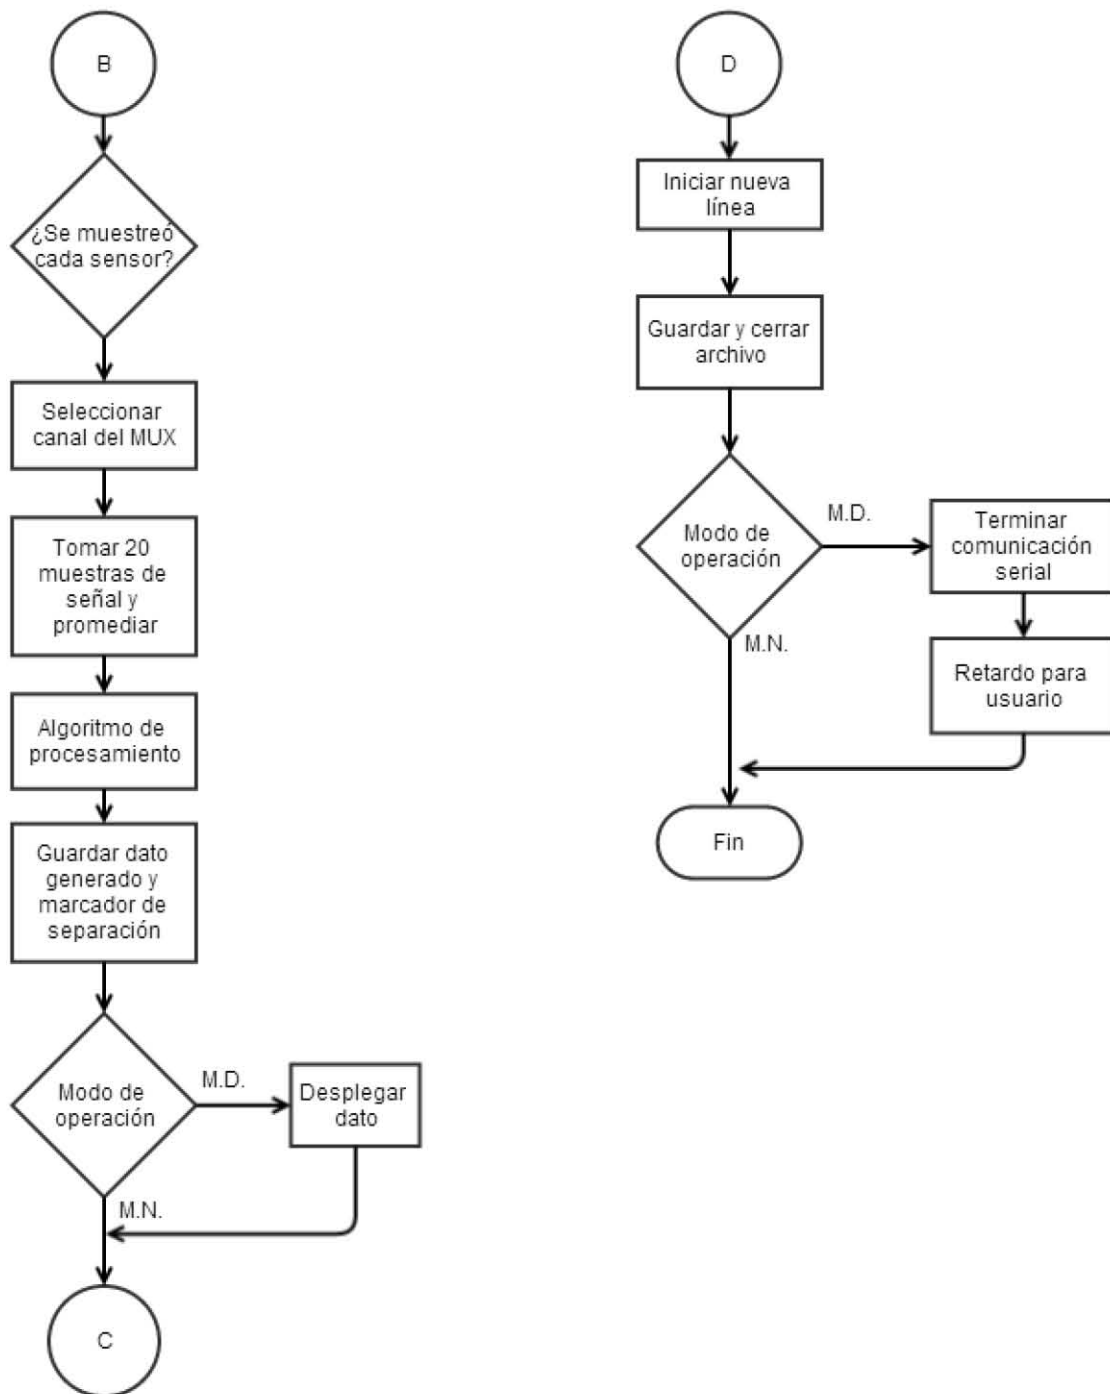 B
¿Se muestreó
cada sensor?
Seleccionar
canal del MUX
Tomar 20
muestras de
señal y
promediar
Algoritmo de
procesamiento
Guardar dato
generado y
marcador de
separación
Modo de
operación
M.D.
Desplegar
dato
M.N.
C
D
Iniciar nueva
línea
Guardar y cerrar
archivo
Modo de
operación
M.D.
Terminar
comunicación
serial
Retardo para
usuario
M.N.
Fin